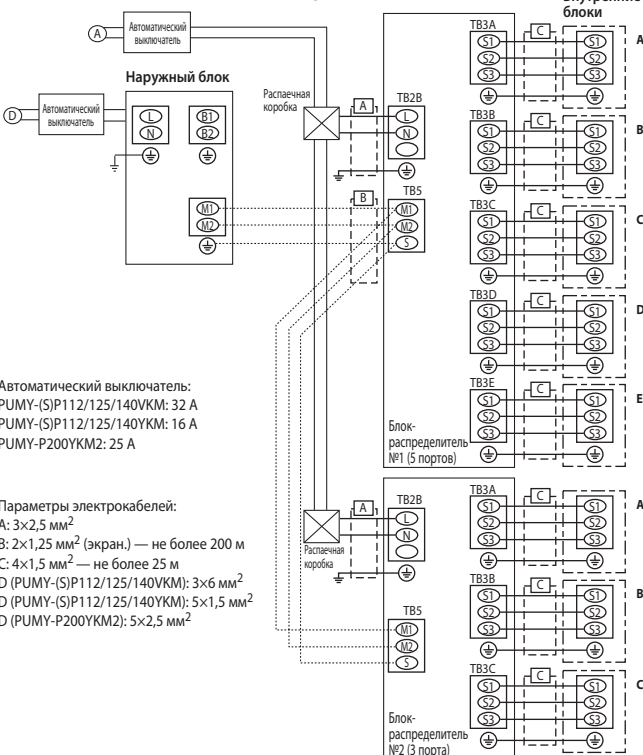 Внутренние
блоки
A
Автоматический
выключатель
Наружный блок
D
Автоматический
выключатель
L
N
B1
B2
M1
M2
Распаечная
коробка
A
TB2B
L
N
B
TB5
M1
M2
S
TB3A
S1
S2
S3
C
S1
S2
S3
A
TB3B
S1
S2
S3
C
S1
S2
S3
B
TB3C
S1
S2
S3
C
S1
S2
S3
C
TB3D
S1
S2
S3
C
S1
S2
S3
D
TB3E
S1
S2
S3
C
S1
S2
S3
E
Блок-
распределитель
№1 (5 портов)
Автоматический выключатель:
PUMY-(S)P112/125/140VKM: 32 A
PUMY-(S)P112/125/140YKM: 16 A
PUMY-P200YKM2: 25 A
Параметры электрокабелей:
A: 3×2,5 мм²
B: 2×1,25 мм² (экран.) — не более 200 м
C: 4×1,5 мм² — не более 25 м
D (PUMY-(S)P112/125/140VKM): 3×6 мм²
D (PUMY-(S)P112/125/140YKM): 5×1,5 мм²
D (PUMY-P200YKM2): 5×2,5 мм²
Распаечная
коробка
A
TB2B
L
N
TB5
M1
M2
S
TB3A
S1
S2
S3
C
S1
S2
S3
A
TB3B
S1
S2
S3
C
S1
S2
S3
B
TB3C
S1
S2
S3
C
S1
S2
S3
C
Блок-
распределитель
№2 (3 порта)